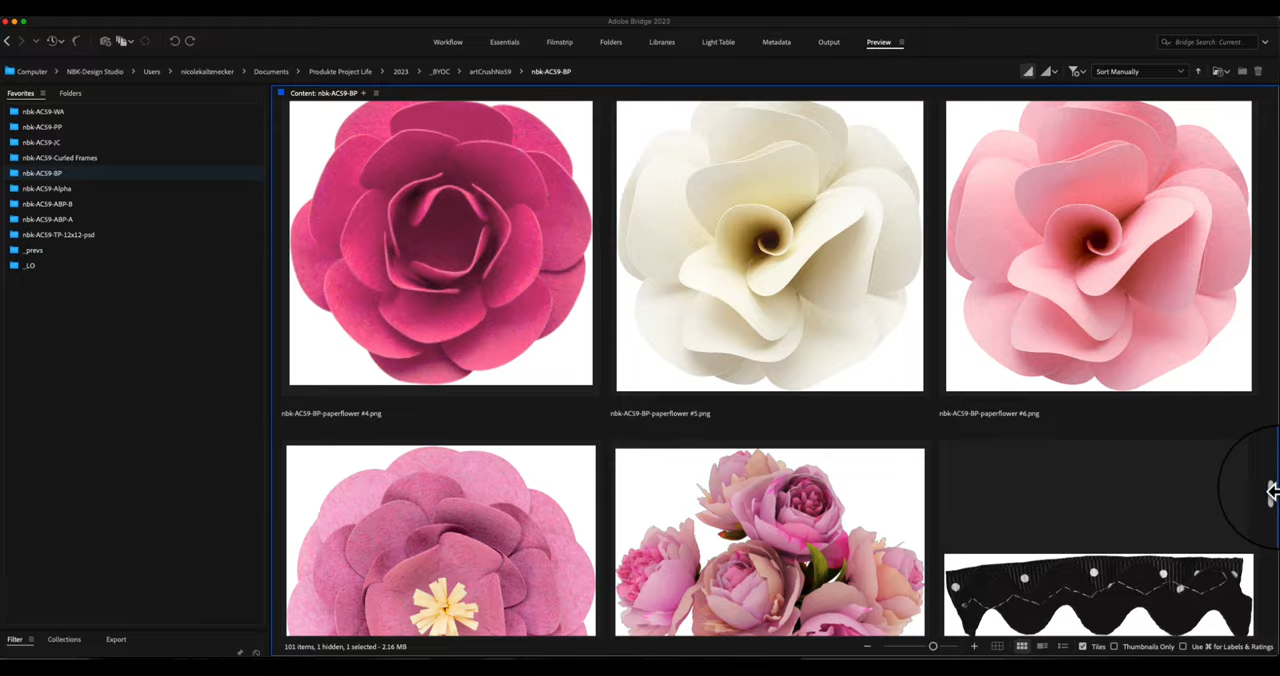 Adobe Bridge 2023
Workflow Essentials Filmstrip Folders Libraries Light Table Metadata Output Preview Bridge Search: Current...
Computer NBK-Design Studio Users nicolekaltenecker Documents Produkte Project Life 2023 _BYOC artCrushNo59 nbk-AC59-BP Sort Manually
Favorites Folders
Content: nbk-AC59-BP
nbk-AC59-WA
nbk-AC59-PP
nbk-AC59-JC
nbk-AC59-Curled Frames
nbk-AC59-BP
nbk-AC59-Alpha
nbk-AC59-ABP-B
nbk-AC59-ABP-A
nbk-AC59-TP-12x12-psd
_prevs
_LO
nbk-AC59-BP-paperflower #4.png
nbk-AC59-BP-paperflower #5.png
nbk-AC59-BP-paperflower #6.png
Filter Collections Export
101 items, 1 hidden, 1 selected - 2.16 MB
Tiles Thumbnails Only Use ⌘ for Labels & Ratings